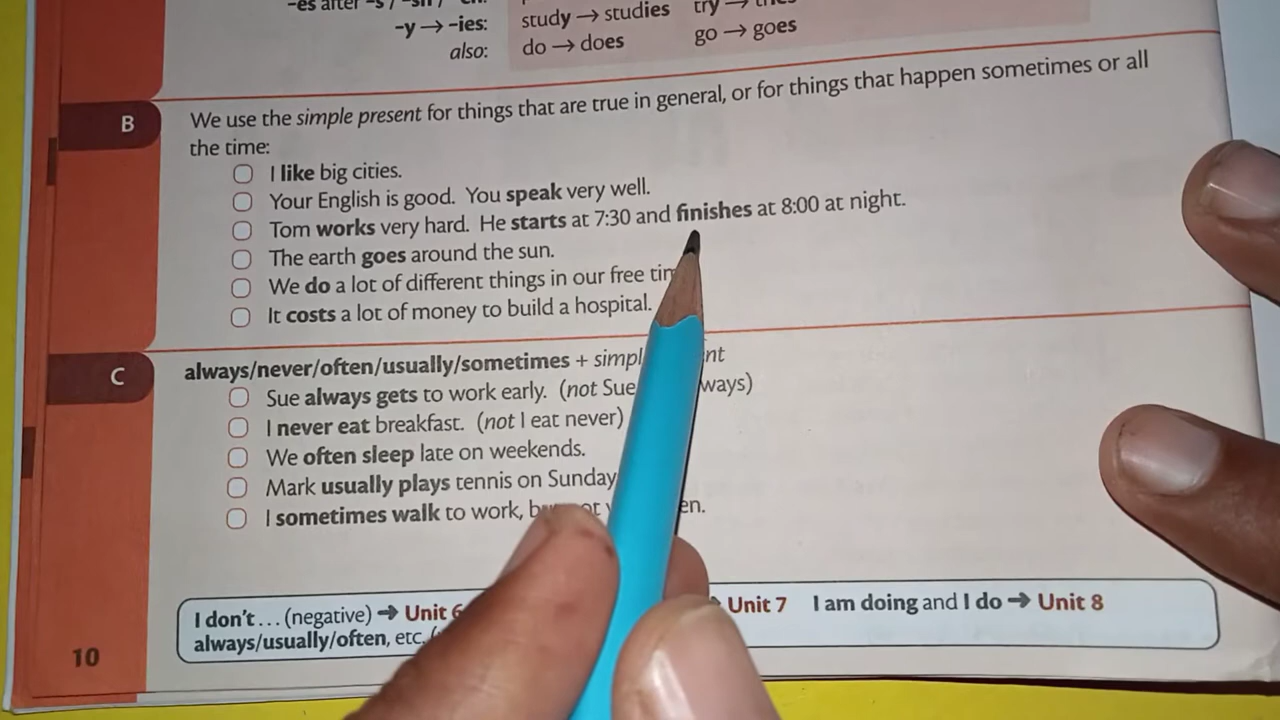 -es after -s / -sh / -ch:
-y → -ies: study → studies try → tries
also: do → does go → goes
B We use the simple present for things that are true in general, or for things that happen sometimes or all
the time:
I like big cities.
Your English is good. You speak very well.
Tom works very hard. He starts at 7:30 and finishes at 8:00 at night.
The earth goes around the sun.
We do a lot of different things in our free
It costs a lot of money to build a hospital.
C always/never/often/usually/sometimes +
Sue always gets to work early. (not Sue
I never eat breakfast. (not I eat never)
We often sleep late on weekends.
Mark usually plays tennis on
I sometimes walk to work,
I don't . . . (negative) → Unit 6 Unit 7 I am doing and I do → Unit 8
always/usually/often, etc.
10